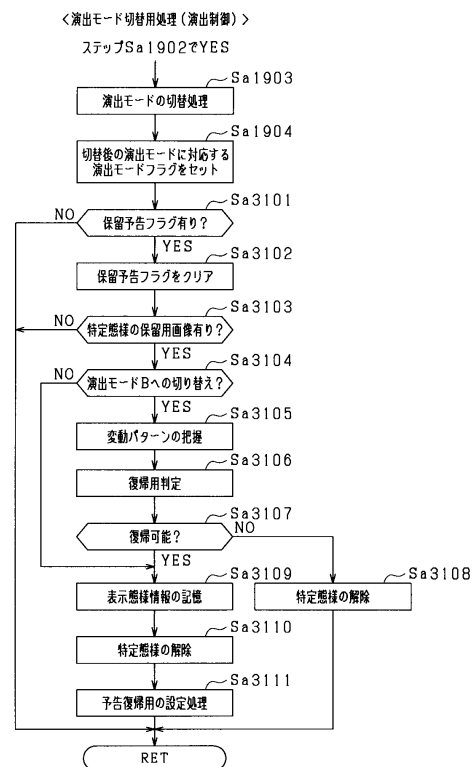 <演出モード切替用処理(演出制御)>
ステップSa1902でYES
Sa1903
演出モードの切替処理
Sa1904
切替後の演出モードに対応する
演出モードフラグをセット
Sa3101
NO
保留予告フラグ有り?
YES
Sa3102
保留予告フラグをクリア
Sa3103
NO
特定態様の保留用画像有り?
YES
Sa3104
NO
演出モードBへの切り替え?
YES
Sa3105
変動パターンの把握
Sa3106
復帰用判定
Sa3107
復帰可能?
NO
YES
Sa3109
表示態様情報の記憶
Sa3108
特定態様の解除
Sa3110
特定態様の解除
Sa3111
予告復帰用の設定処理
RET